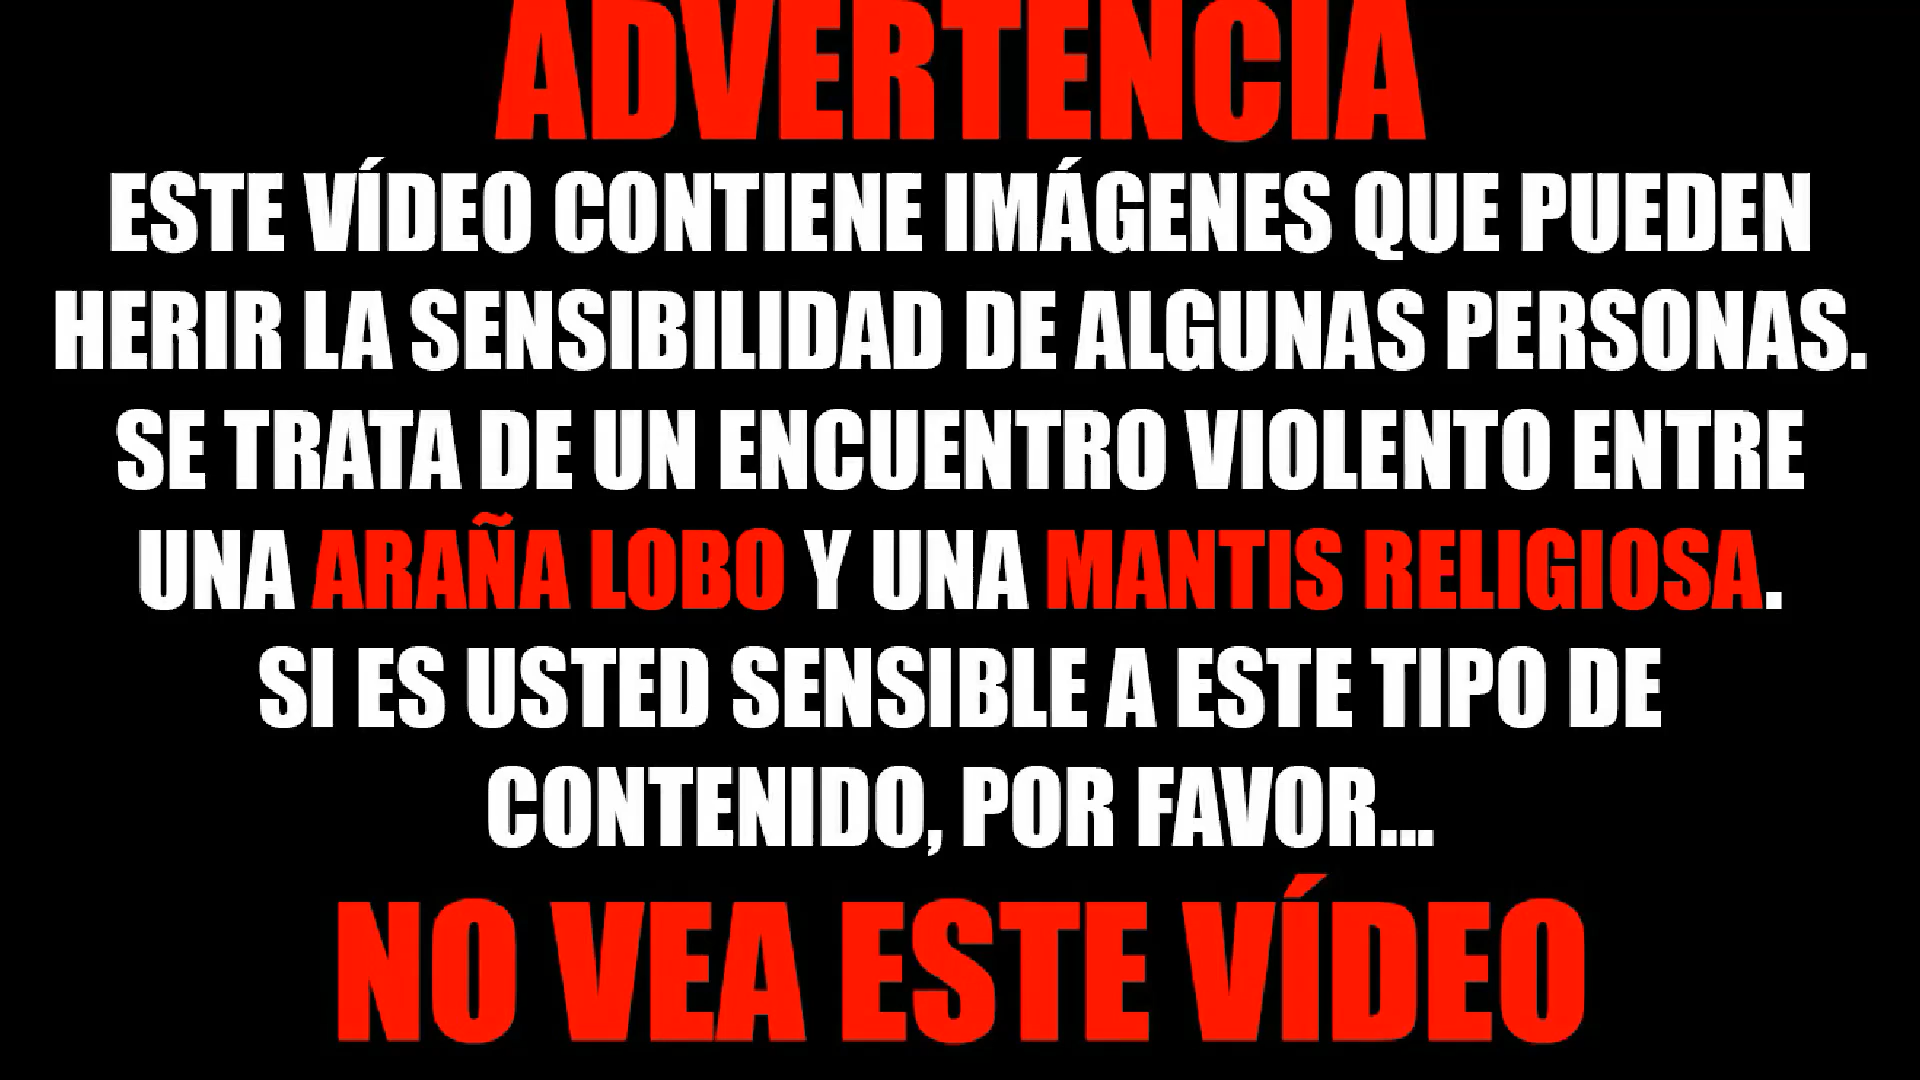 ADVERTENCIA
ESTE VÍDEO CONTIENE IMÁGENES QUE PUEDEN
HERIR LA SENSIBILIDAD DE ALGUNAS PERSONAS.
SE TRATA DE UN ENCUENTRO VIOLENTO ENTRE
UNA ARAÑA LOBO Y UNA MANTIS RELIGIOSA.
SI ES USTED SENSIBLE A ESTE TIPO DE
CONTENIDO, POR FAVOR...
NO VEA ESTE VÍDEO